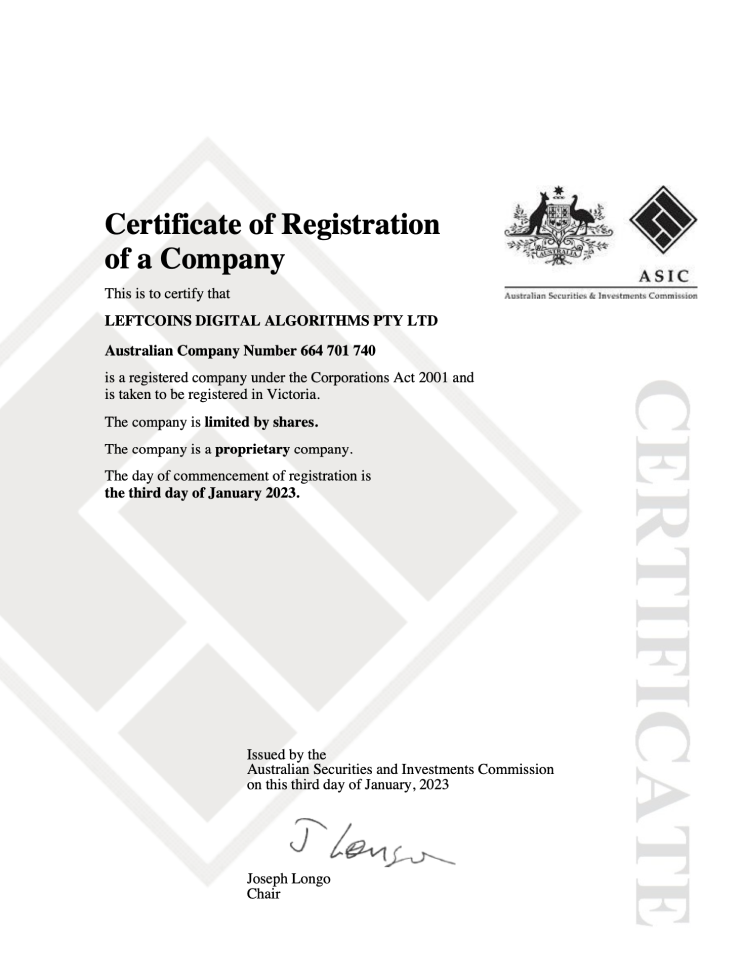 Certificate of Registration
of a Company
AUSTRALIA
ASIC
Australian Securities & Investments Commission
This is to certify that
LEFTCOINS DIGITAL ALGORITHMS PTY LTD
Australian Company Number 664 701 740
is a registered company under the Corporations Act 2001 and
is taken to be registered in Victoria.
The company is limited by shares.
The company is a proprietary company.
The day of commencement of registration is
the third day of January 2023.
CERTIFICATE
Issued by the
Australian Securities and Investments Commission
on this third day of January, 2023
J Longo
Joseph Longo
Chair